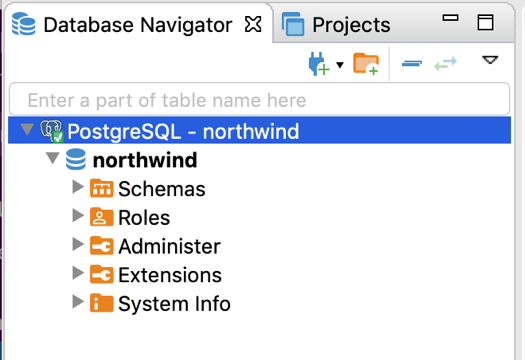 Database Navigator Projects
Enter a part of table name here
PostgreSQL - northwind
northwind
Schemas
Roles
Administer
Extensions
System Info